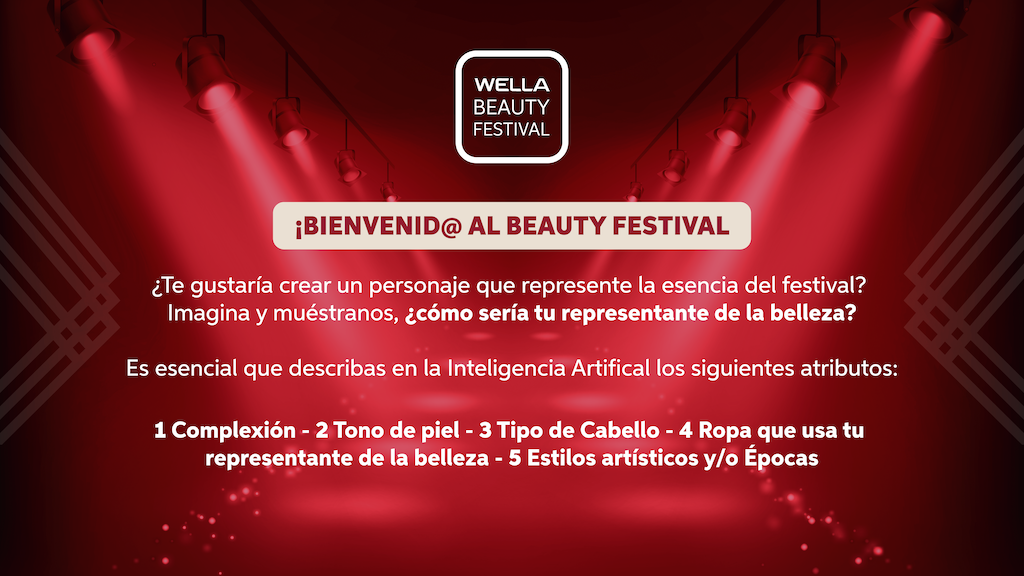 WELLA
BEAUTY
FESTIVAL
¡BIENVENID@ AL BEAUTY FESTIVAL
¿Te gustaría crear un personaje que represente la esencia del festival?
Imagina y muéstranos, ¿cómo sería tu representante de la belleza?
Es esencial que describas en la Inteligencia Artifical los siguientes atributos:
1 Complexión - 2 Tono de piel - 3 Tipo de Cabello - 4 Ropa que usa tu
representante de la belleza - 5 Estilos artísticos y/o Épocas